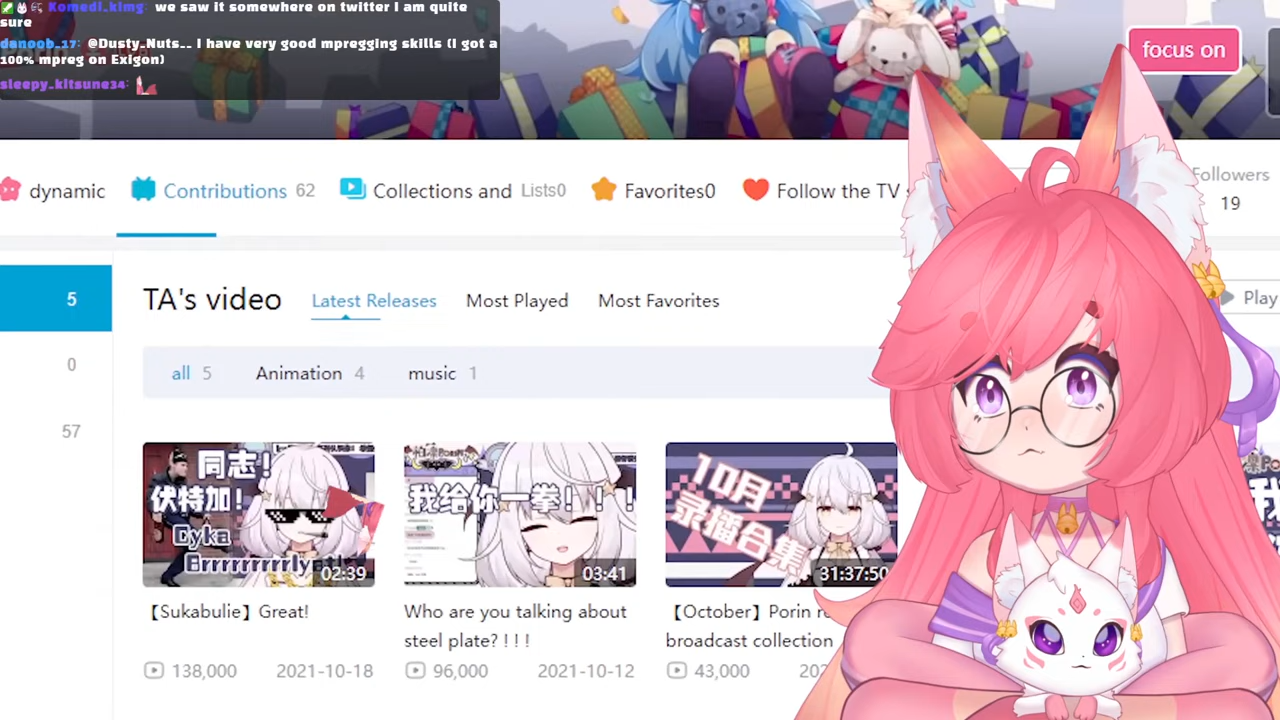 Komedi_king: we saw it somewhere on twitter I am quite
sure
danoob_17: @Dusty_Nuts__ I have very good mpregging skills (I got a
100% mpreg on Exigon)
sleepy_kitsune34:
focus on
dynamic
Contributions 62
Collections and Lists0
Favorites0
Follow the TV
Followers
19
5
0
57
TA's video
Latest Releases
Most Played
Most Favorites
Play
all 5
Animation 4
music 1
同志!
伏特加!
Cyka
02:39
我给你一拳!!!
03:41
10月
录播合集
31:37:50
【Sukabulie】Great!
138,000
2021-10-18
Who are you talking about
steel plate? ! ! !
96,000
2021-10-12
【October】Porin
broadcast collection
43,000